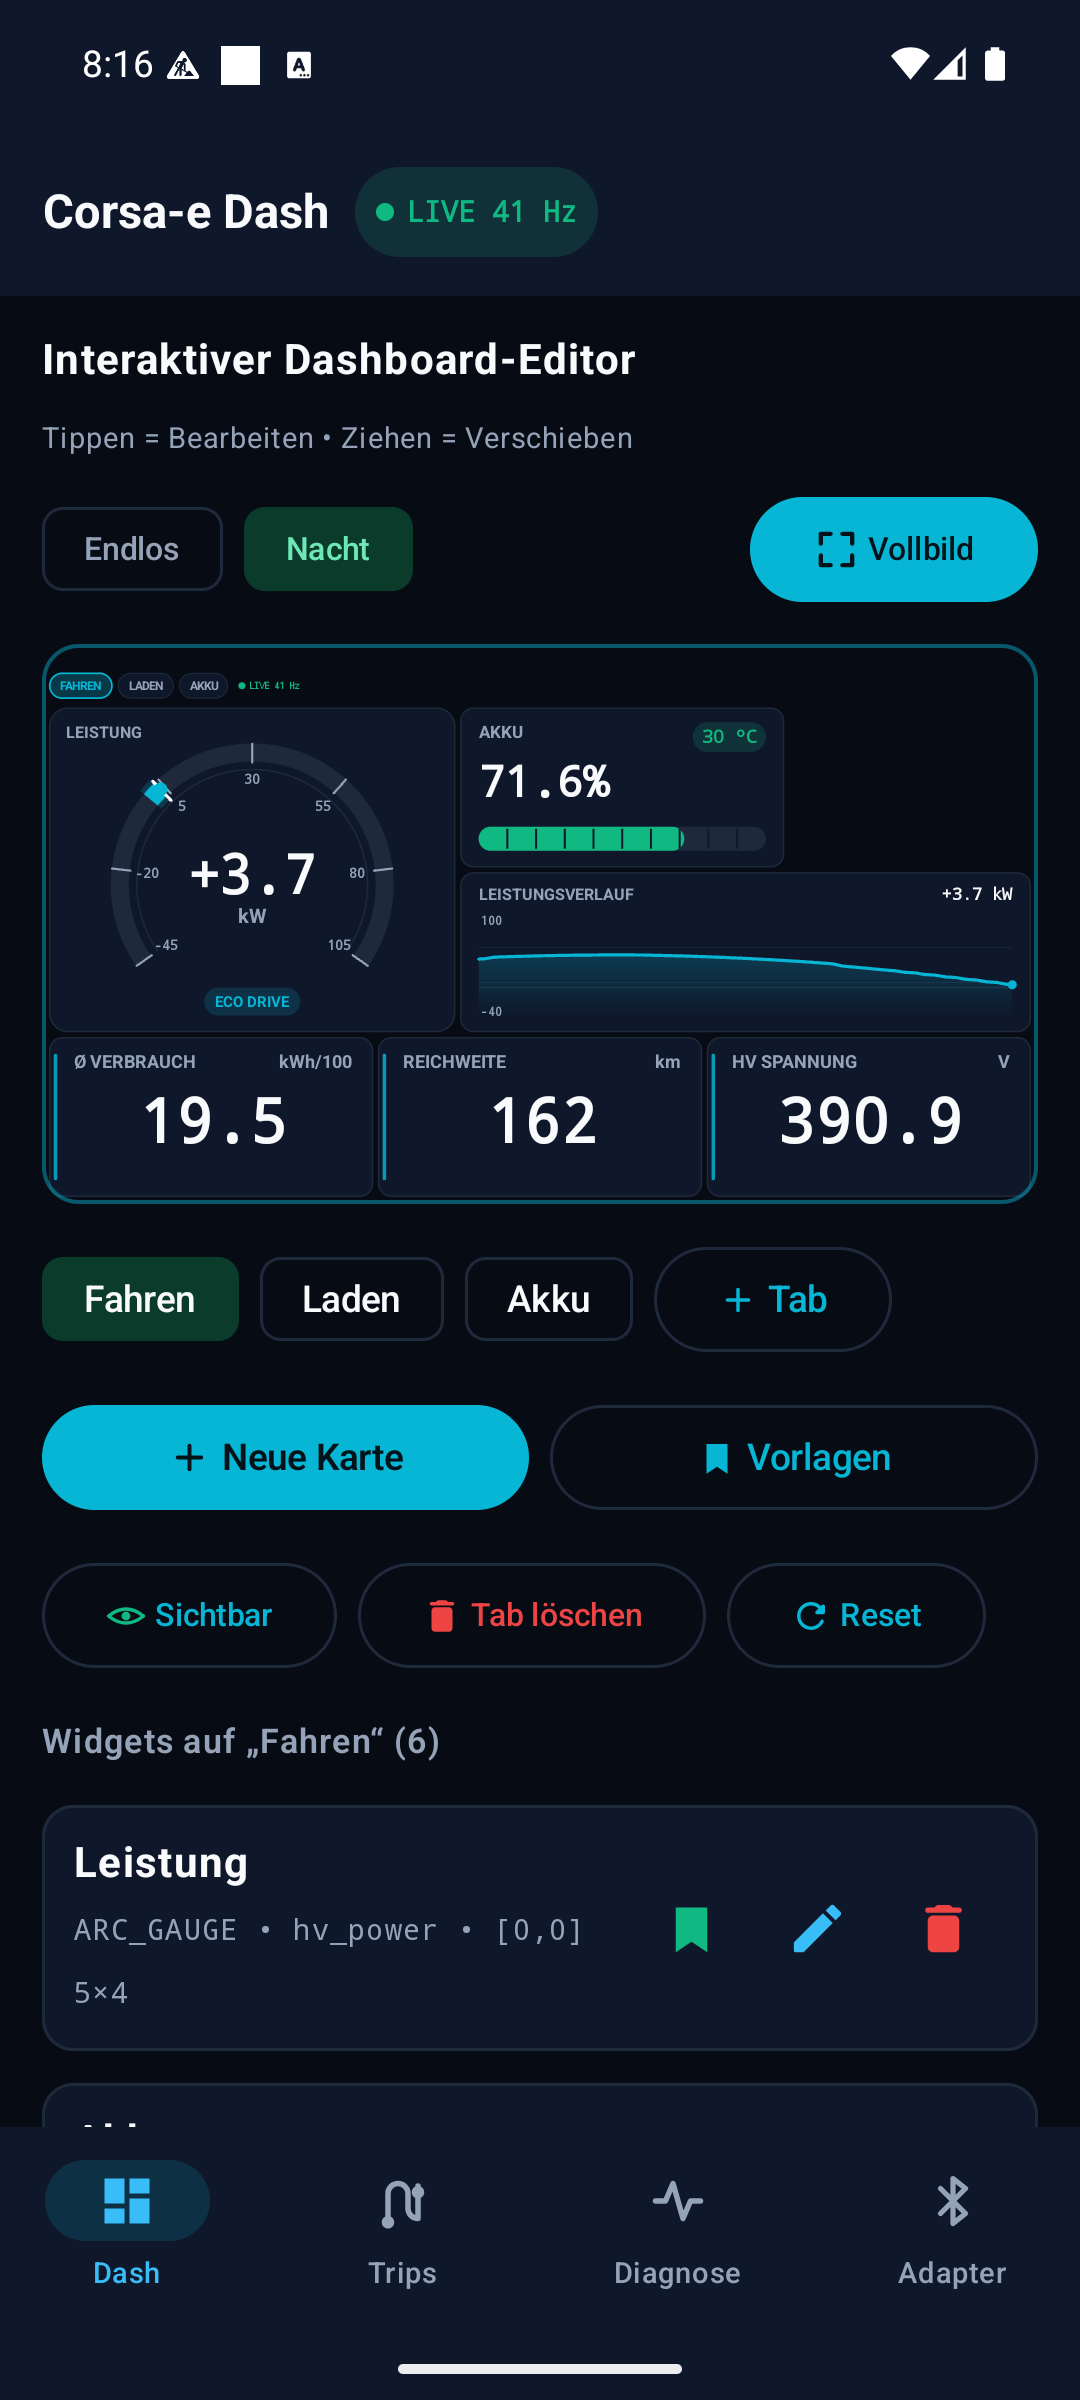 8:16
Corsa-e Dash
LIVE 41 Hz
Interaktiver Dashboard-Editor
Tippen = Bearbeiten • Ziehen = Verschieben
Endlos
Nacht
Vollbild
FAHREN
LADEN
AKKU
LIVE 41 Hz
LEISTUNG
30
5
55
-20
80
-45
105
+3.7
kW
ECO DRIVE
AKKU
30 °C
71.6%
LEISTUNGSVERLAUF
+3.7 kW
100
-40
Ø VERBRAUCH
kWh/100
19.5
REICHWEITE
km
162
HV SPANNUNG
V
390.9
Fahren
Laden
Akku
+ Tab
+ Neue Karte
Vorlagen
Sichtbar
Tab löschen
Reset
Widgets auf „Fahren“ (6)
Leistung
ARC_GAUGE • hv_power • [0,0]
5×4
Dash
Trips
Diagnose
Adapter